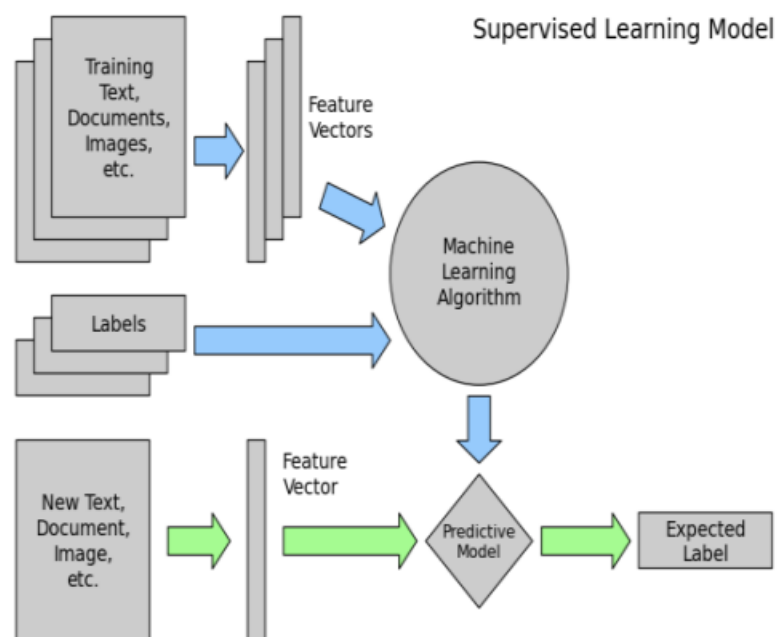 Supervised Learning Model
Training
Text,
Documents,
Images,
etc.
Feature
Vectors
Machine
Learning
Algorithm
Labels
New Text,
Document,
Image,
etc.
Feature
Vector
Predictive
Model
Expected
Label